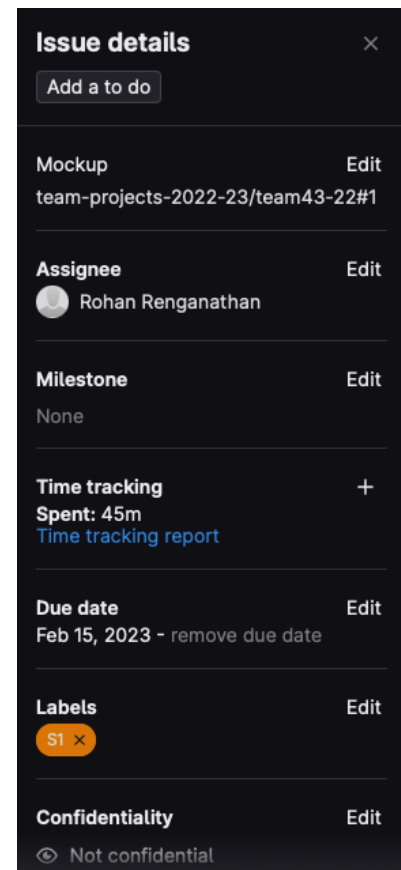 Issue details ×
Add a to do
Mockup Edit
team-projects-2022-23/team43-22#1
Assignee Edit
Rohan Renganathan
Milestone Edit
None
Time tracking +
Spent: 45m
Time tracking report
Due date Edit
Feb 15, 2023 - remove due date
Labels Edit
S1 ×
Confidentiality Edit
Not confidential